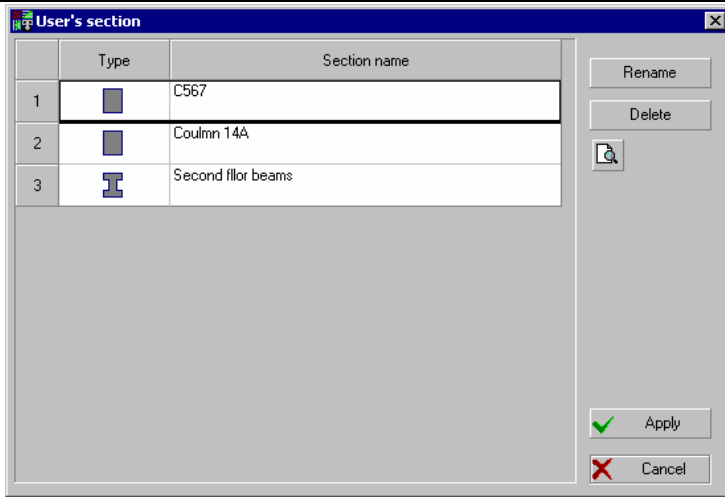 User's section
Type Section name
1 C567
2 Coulmn 14A
3 Second fllor beams
Rename
Delete
Apply
Cancel